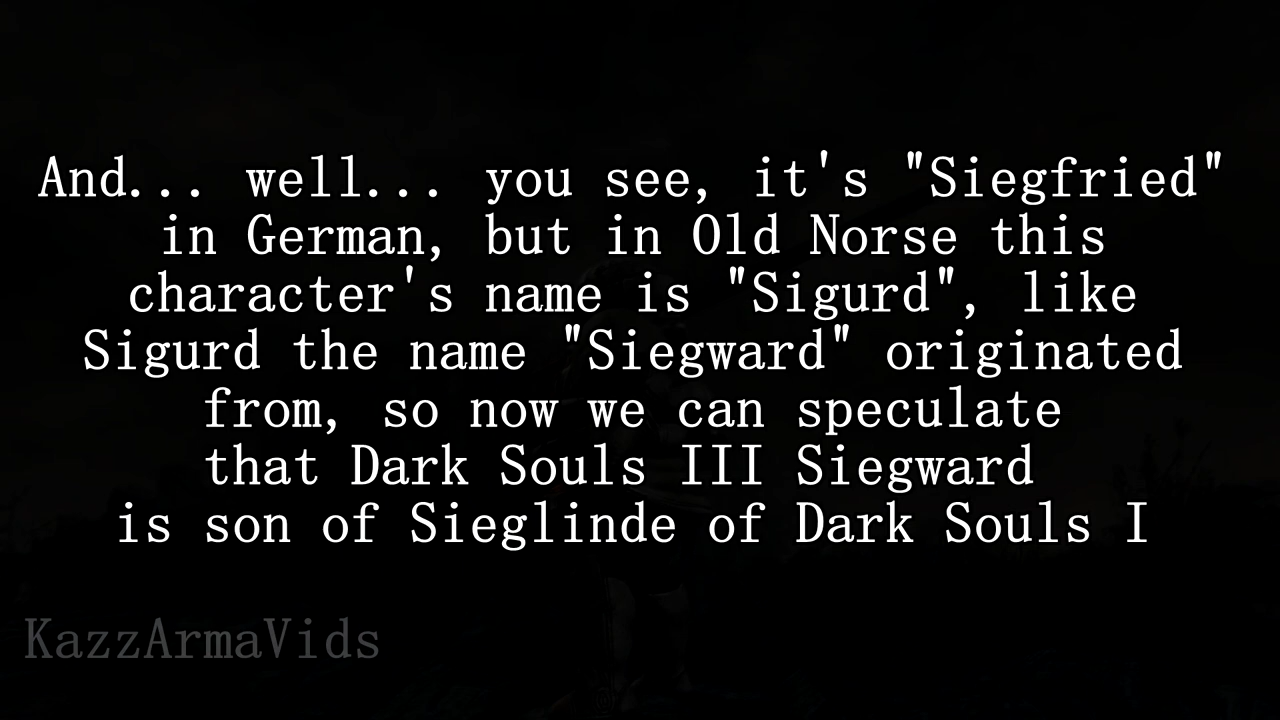 And... well... you see, it's "Siegfried"
in German, but in Old Norse this
character's name is "Sigurd", like
Sigurd the name "Siegward" originated
from, so now we can speculate
that Dark Souls III Siegward
is son of Sieglinde of Dark Souls I
KazzArmaVids